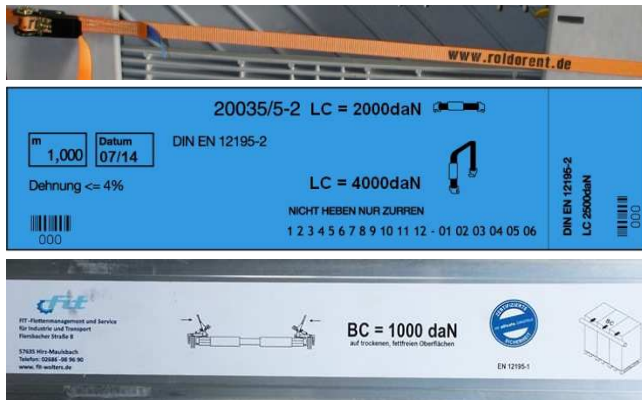 www.roldorent.de
20035/5-2 LC = 2000daN
m
1,000
Datum
07/14
DIN EN 12195-2
Dehnung <= 4%
LC = 4000daN
NICHT HEBEN NUR ZURREN
1 2 3 4 5 6 7 8 9 10 11 12 - 01 02 03 04 05 06
000
DIN EN 12195-2
LC 2500daN
000
Fit
FIT -Flottenmanagement und Service
für Industrie und Transport
Flersbacher Straße 8
57635 Hirz-Maulsbach
Telefon: 02686 -98 96 90
www. fit-wolters.de
BC = 1000 daN
auf trockenen, fettfreien Oberflächen
ZERTIFIZIERTE
SICHERHEIT
EN 12195-1